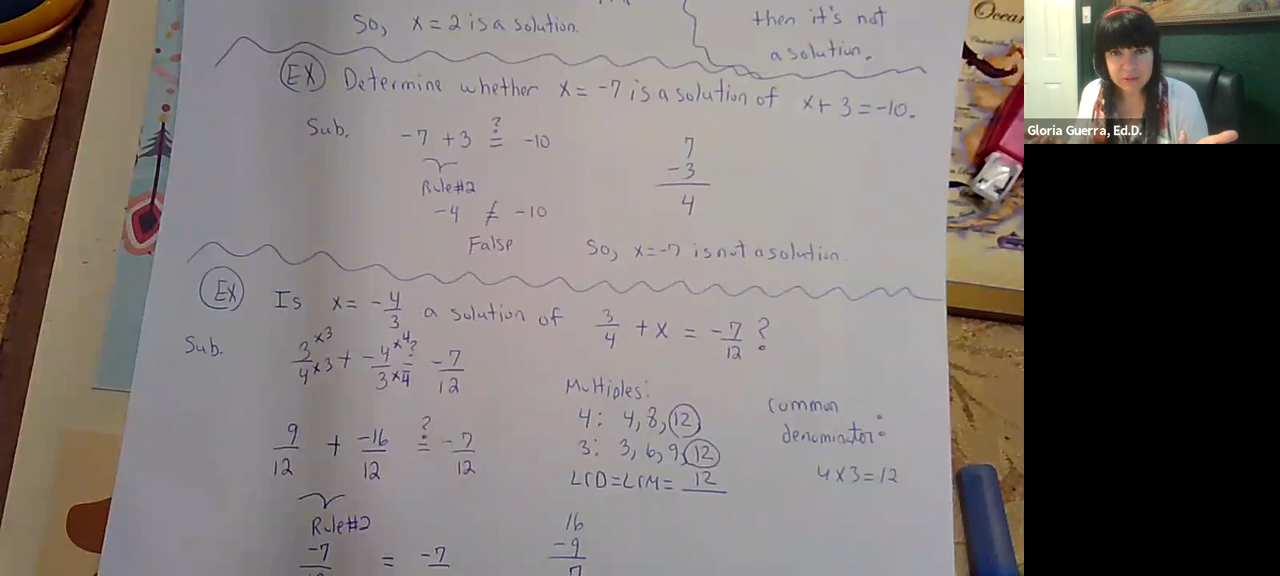 So, x = 2 is a solution.
then it's not
a solution.
Ocean
EX Determine whether x = -7 is a solution of x + 3 = -10.
Sub. -7 + 3 ≟ -10
Rule#2
-4 ≠ -10
False
7
-3
4
So, x = -7 is not a solution.
EX Is x = -4/3 a solution of 3/4 + x = -7/12 ?
Sub. 3×3/4×3 + -4×4/3×4 ≟ -7/12
9/12 + -16/12 ≟ -7/12
Rule#2
-7 = -7
Multiples:
4: 4, 8, 12
3: 3, 6, 9, 12
LCD=LCM= 12
16
-9
7
common
denominator:
4 x 3 = 12
Gloria Guerra, Ed.D.